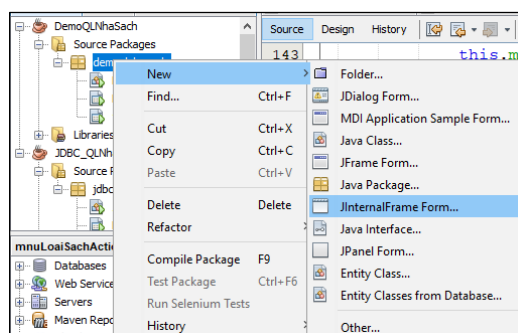 DemoQLNhaSach
Source Packages
Libraries
JDBC_QLNh
Source P
jdbc
mnuLoaiSachActi
Databases
Web Service
Servers
Maven Repo
Source Design History
143 this.m
New
Find... Ctrl+F
Cut Ctrl+X
Copy Ctrl+C
Paste Ctrl+V
Delete Delete
Refactor
Compile Package F9
Test Package Ctrl+F6
Run Selenium Tests
History
Folder...
JDialog Form...
MDI Application Sample Form...
Java Class...
JFrame Form...
Java Package...
JInternalFrame Form...
Java Interface...
JPanel Form...
Entity Class...
Entity Classes from Database...
Other...